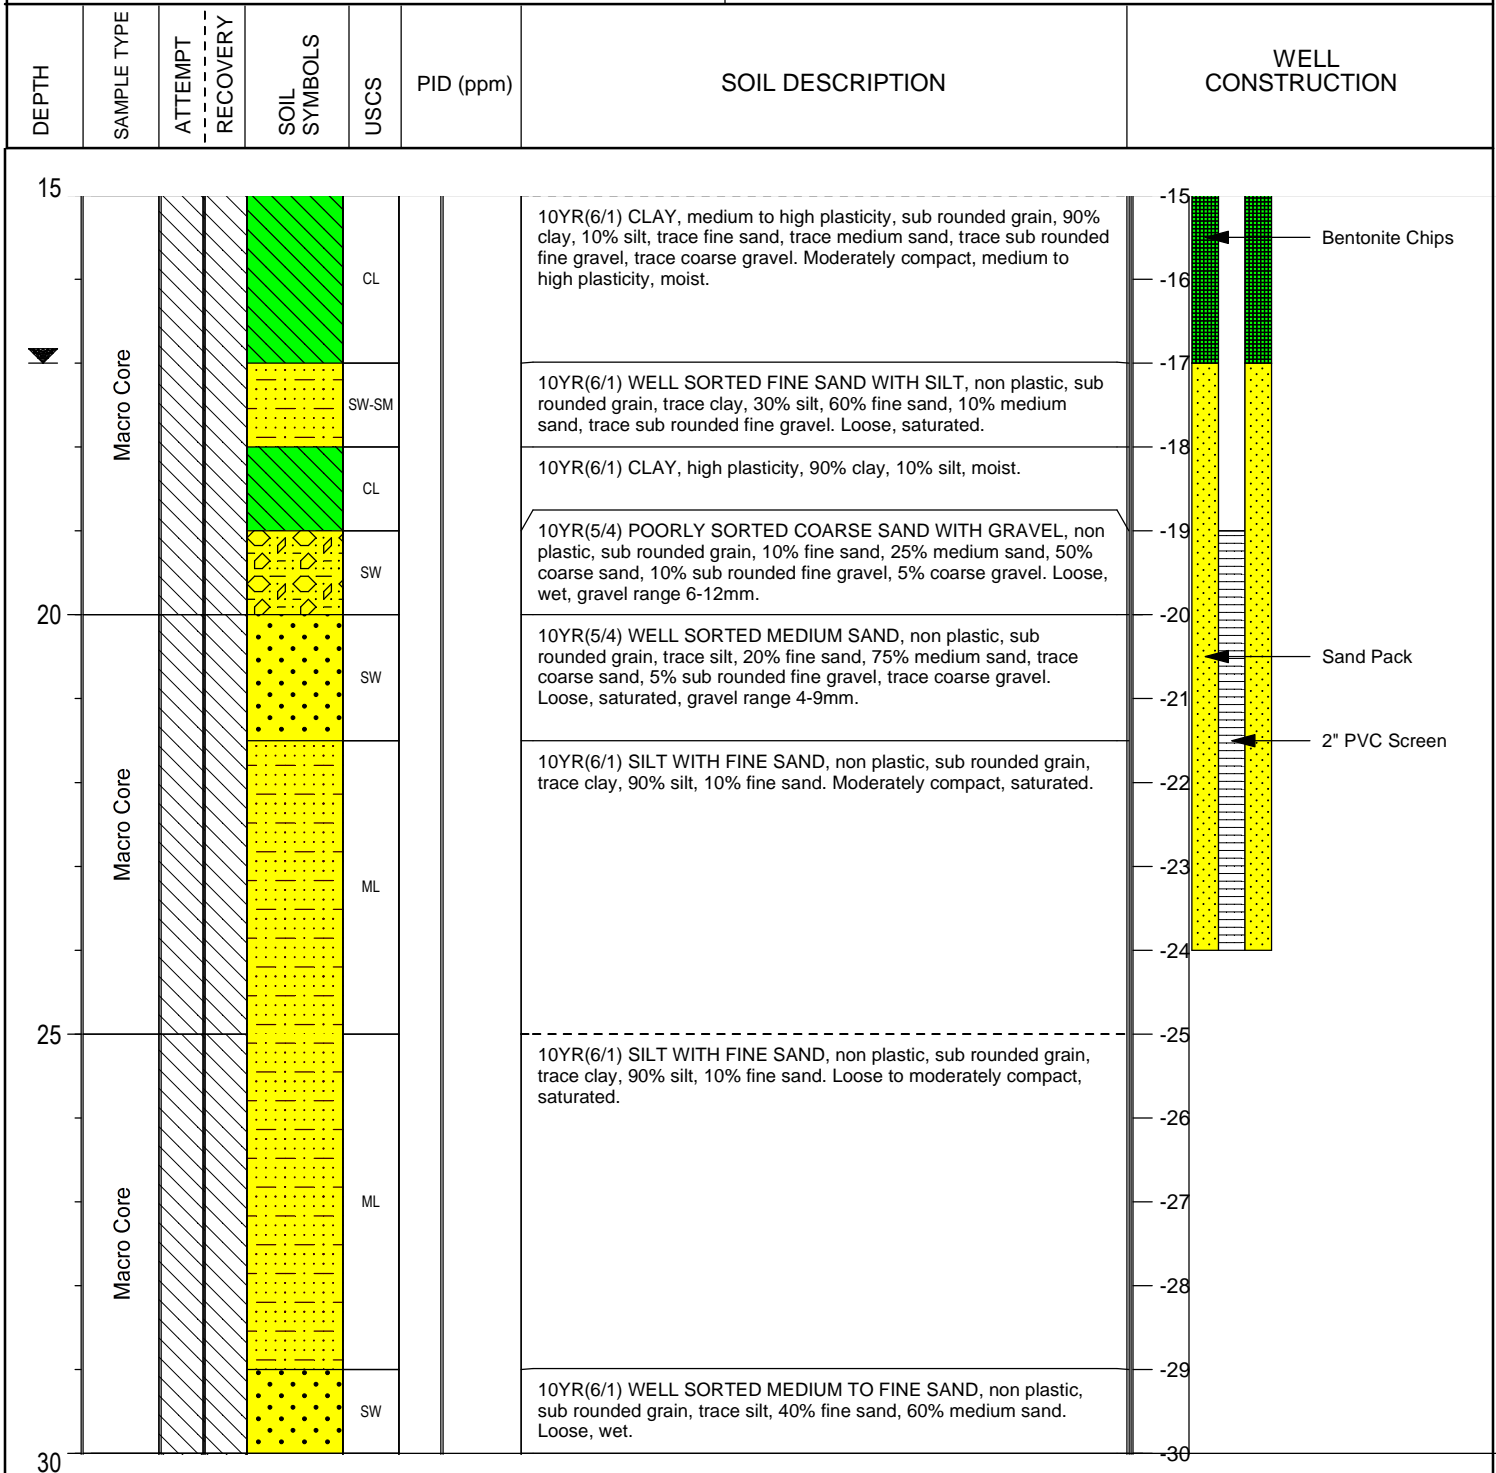 DEPTH
SAMPLE TYPE
ATTEMPT
RECOVERY
SOIL
SYMBOLS
USCS
PID (ppm)
SOIL DESCRIPTION
WELL
CONSTRUCTION
15
-15
10YR(6/1) CLAY, medium to high plasticity, sub rounded grain, 90%
clay, 10% silt, trace fine sand, trace medium sand, trace sub rounded
fine gravel, trace coarse gravel. Moderately compact, medium to
high plasticity, moist.
Bentonite Chips
CL
-16
Macro Core
-17
10YR(6/1) WELL SORTED FINE SAND WITH SILT, non plastic, sub
rounded grain, trace clay, 30% silt, 60% fine sand, 10% medium
sand, trace sub rounded fine gravel. Loose, saturated.
SW-SM
-18
10YR(6/1) CLAY, high plasticity, 90% clay, 10% silt, moist.
CL
-19
10YR(5/4) POORLY SORTED COARSE SAND WITH GRAVEL, non
plastic, sub rounded grain, 10% fine sand, 25% medium sand, 50%
coarse sand, 10% sub rounded fine gravel, 5% coarse gravel. Loose,
wet, gravel range 6-12mm.
SW
20
-20
10YR(5/4) WELL SORTED MEDIUM SAND, non plastic, sub
rounded grain, trace silt, 20% fine sand, 75% medium sand, trace
coarse sand, 5% sub rounded fine gravel, trace coarse gravel.
Loose, saturated, gravel range 4-9mm.
Sand Pack
SW
-21
2" PVC Screen
10YR(6/1) SILT WITH FINE SAND, non plastic, sub rounded grain,
trace clay, 90% silt, 10% fine sand. Moderately compact, saturated.
-22
Macro Core
-23
ML
-24
25
-25
10YR(6/1) SILT WITH FINE SAND, non plastic, sub rounded grain,
trace clay, 90% silt, 10% fine sand. Loose to moderately compact,
saturated.
-26
Macro Core
ML
-27
-28
-29
10YR(6/1) WELL SORTED MEDIUM TO FINE SAND, non plastic,
sub rounded grain, trace silt, 40% fine sand, 60% medium sand.
Loose, wet.
SW
30
-30